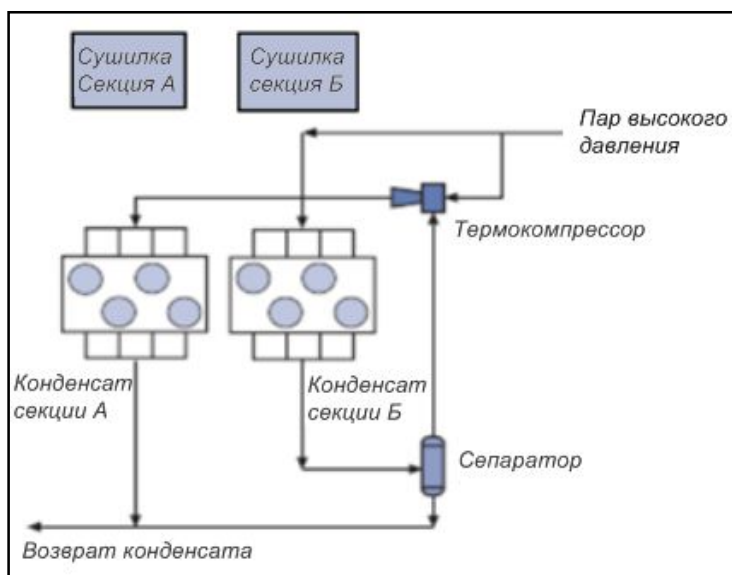 Сушилка
Секция А
Сушилка
секция Б
Пар высокого
давления
Термокомпрессор
Конденсат
секции А
Конденсат
секции Б
Сепаратор
Возврат конденсата